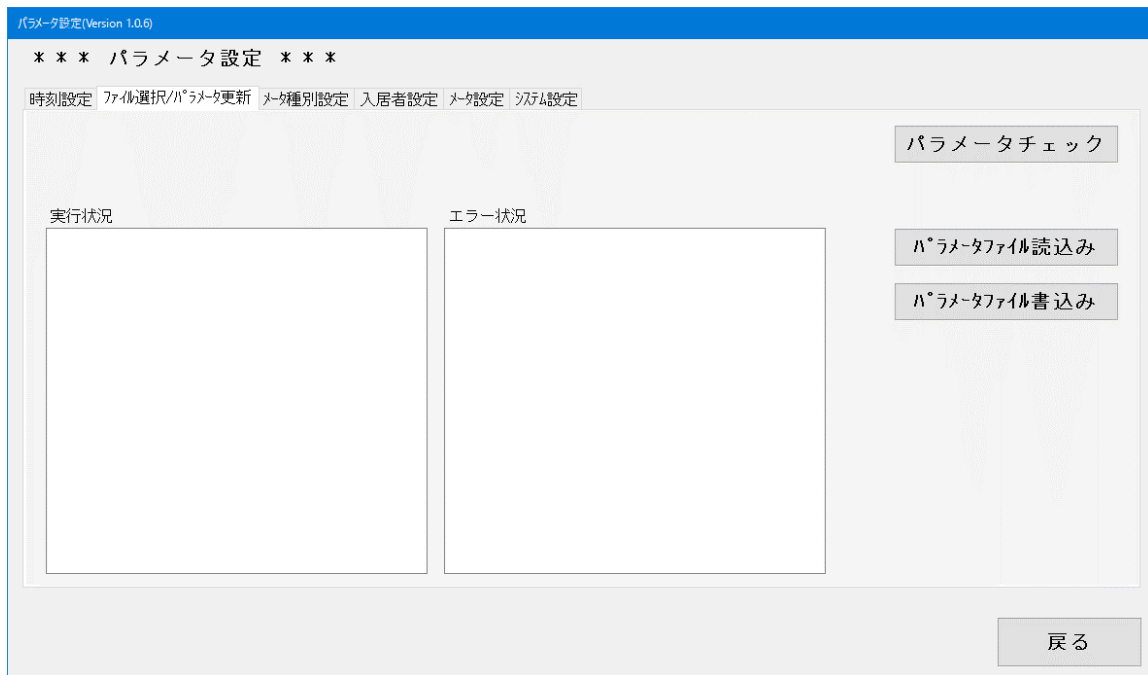 パラメータ設定(Version 1.0.6)
＊＊＊ パラメータ設定 ＊＊＊
時刻設定 ﾌｧｲﾙ選択/ﾊﾟﾗﾒｰﾀ更新 ﾒｰﾀ種別設定 入居者設定 ﾒｰﾀ設定 ｼｽﾃﾑ設定
パラメータチェック
実行状況 エラー状況
ﾊﾟﾗﾒｰﾀﾌｧｲﾙ読込み
ﾊﾟﾗﾒｰﾀﾌｧｲﾙ書込み
戻る